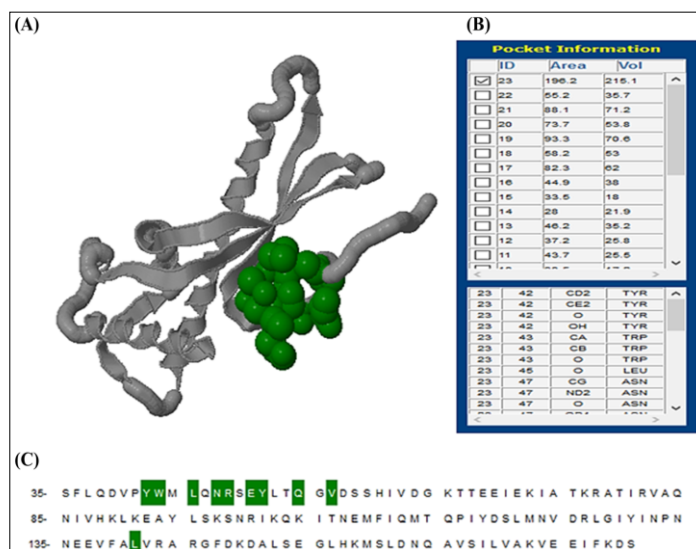 (A)
(B)
Pocket Information
ID Area Vol
23 196.2 215.1
22 55.2 35.7
21 88.1 71.2
20 73.7 53.8
19 93.3 70.6
18 58.2 53
17 82.3 62
16 44.9 38
15 33.5 18
14 28 21.9
13 46.2 35.2
12 37.2 25.8
11 43.7 25.5
23 42 CD2 TYR
23 42 CE2 TYR
23 42 O TYR
23 42 OH TYR
23 43 CA TRP
23 43 CB TRP
23 43 O TRP
23 45 O LEU
23 47 CG ASN
23 47 ND2 ASN
23 47 O ASN
(C)
35- SFLQDVPYWM LQNRSEYLTQ GVDSSHIVDG KTTEEIEKIA TKRATIRVAQ
85- NIVHKLKEAY LSKSNRIKQK ITNEMFIQMT QPIYDSLMNV DRLGIYINPN
135- NEEVFALVRA RGFDKDALSE GLHKMSLDNQ AVSILVAKVE EIFKDS